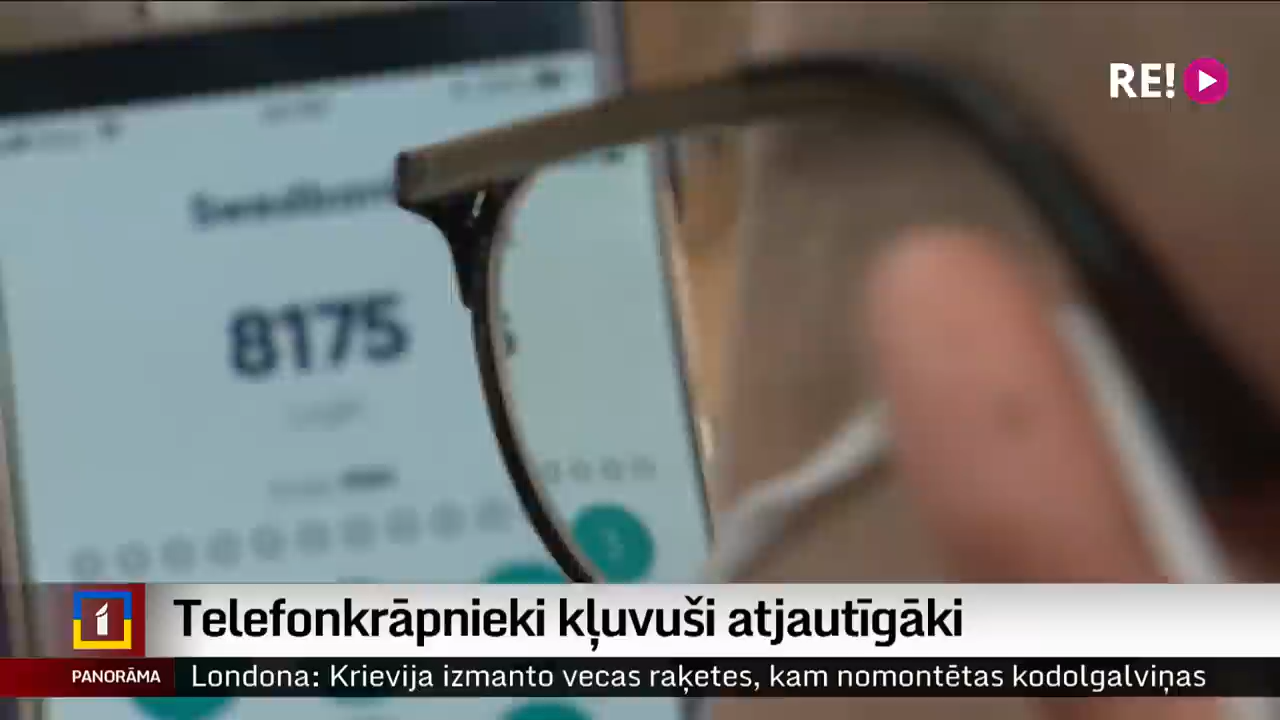 RE!
8175
1
Telefonkrāpnieki kļuvuši atjautīgāki
PANORĀMA
Londona: Krievija izmanto vecas raķetes, kam nomontētas kodolgalviņas